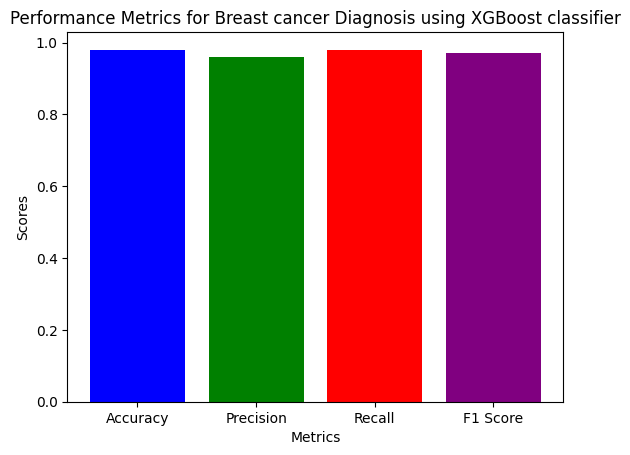 Performance Metrics for Breast cancer Diagnosis using XGBoost classifier
1.0
0.8
0.6
0.4
0.2
0.0
Scores
Accuracy Precision Recall F1 Score
Metrics